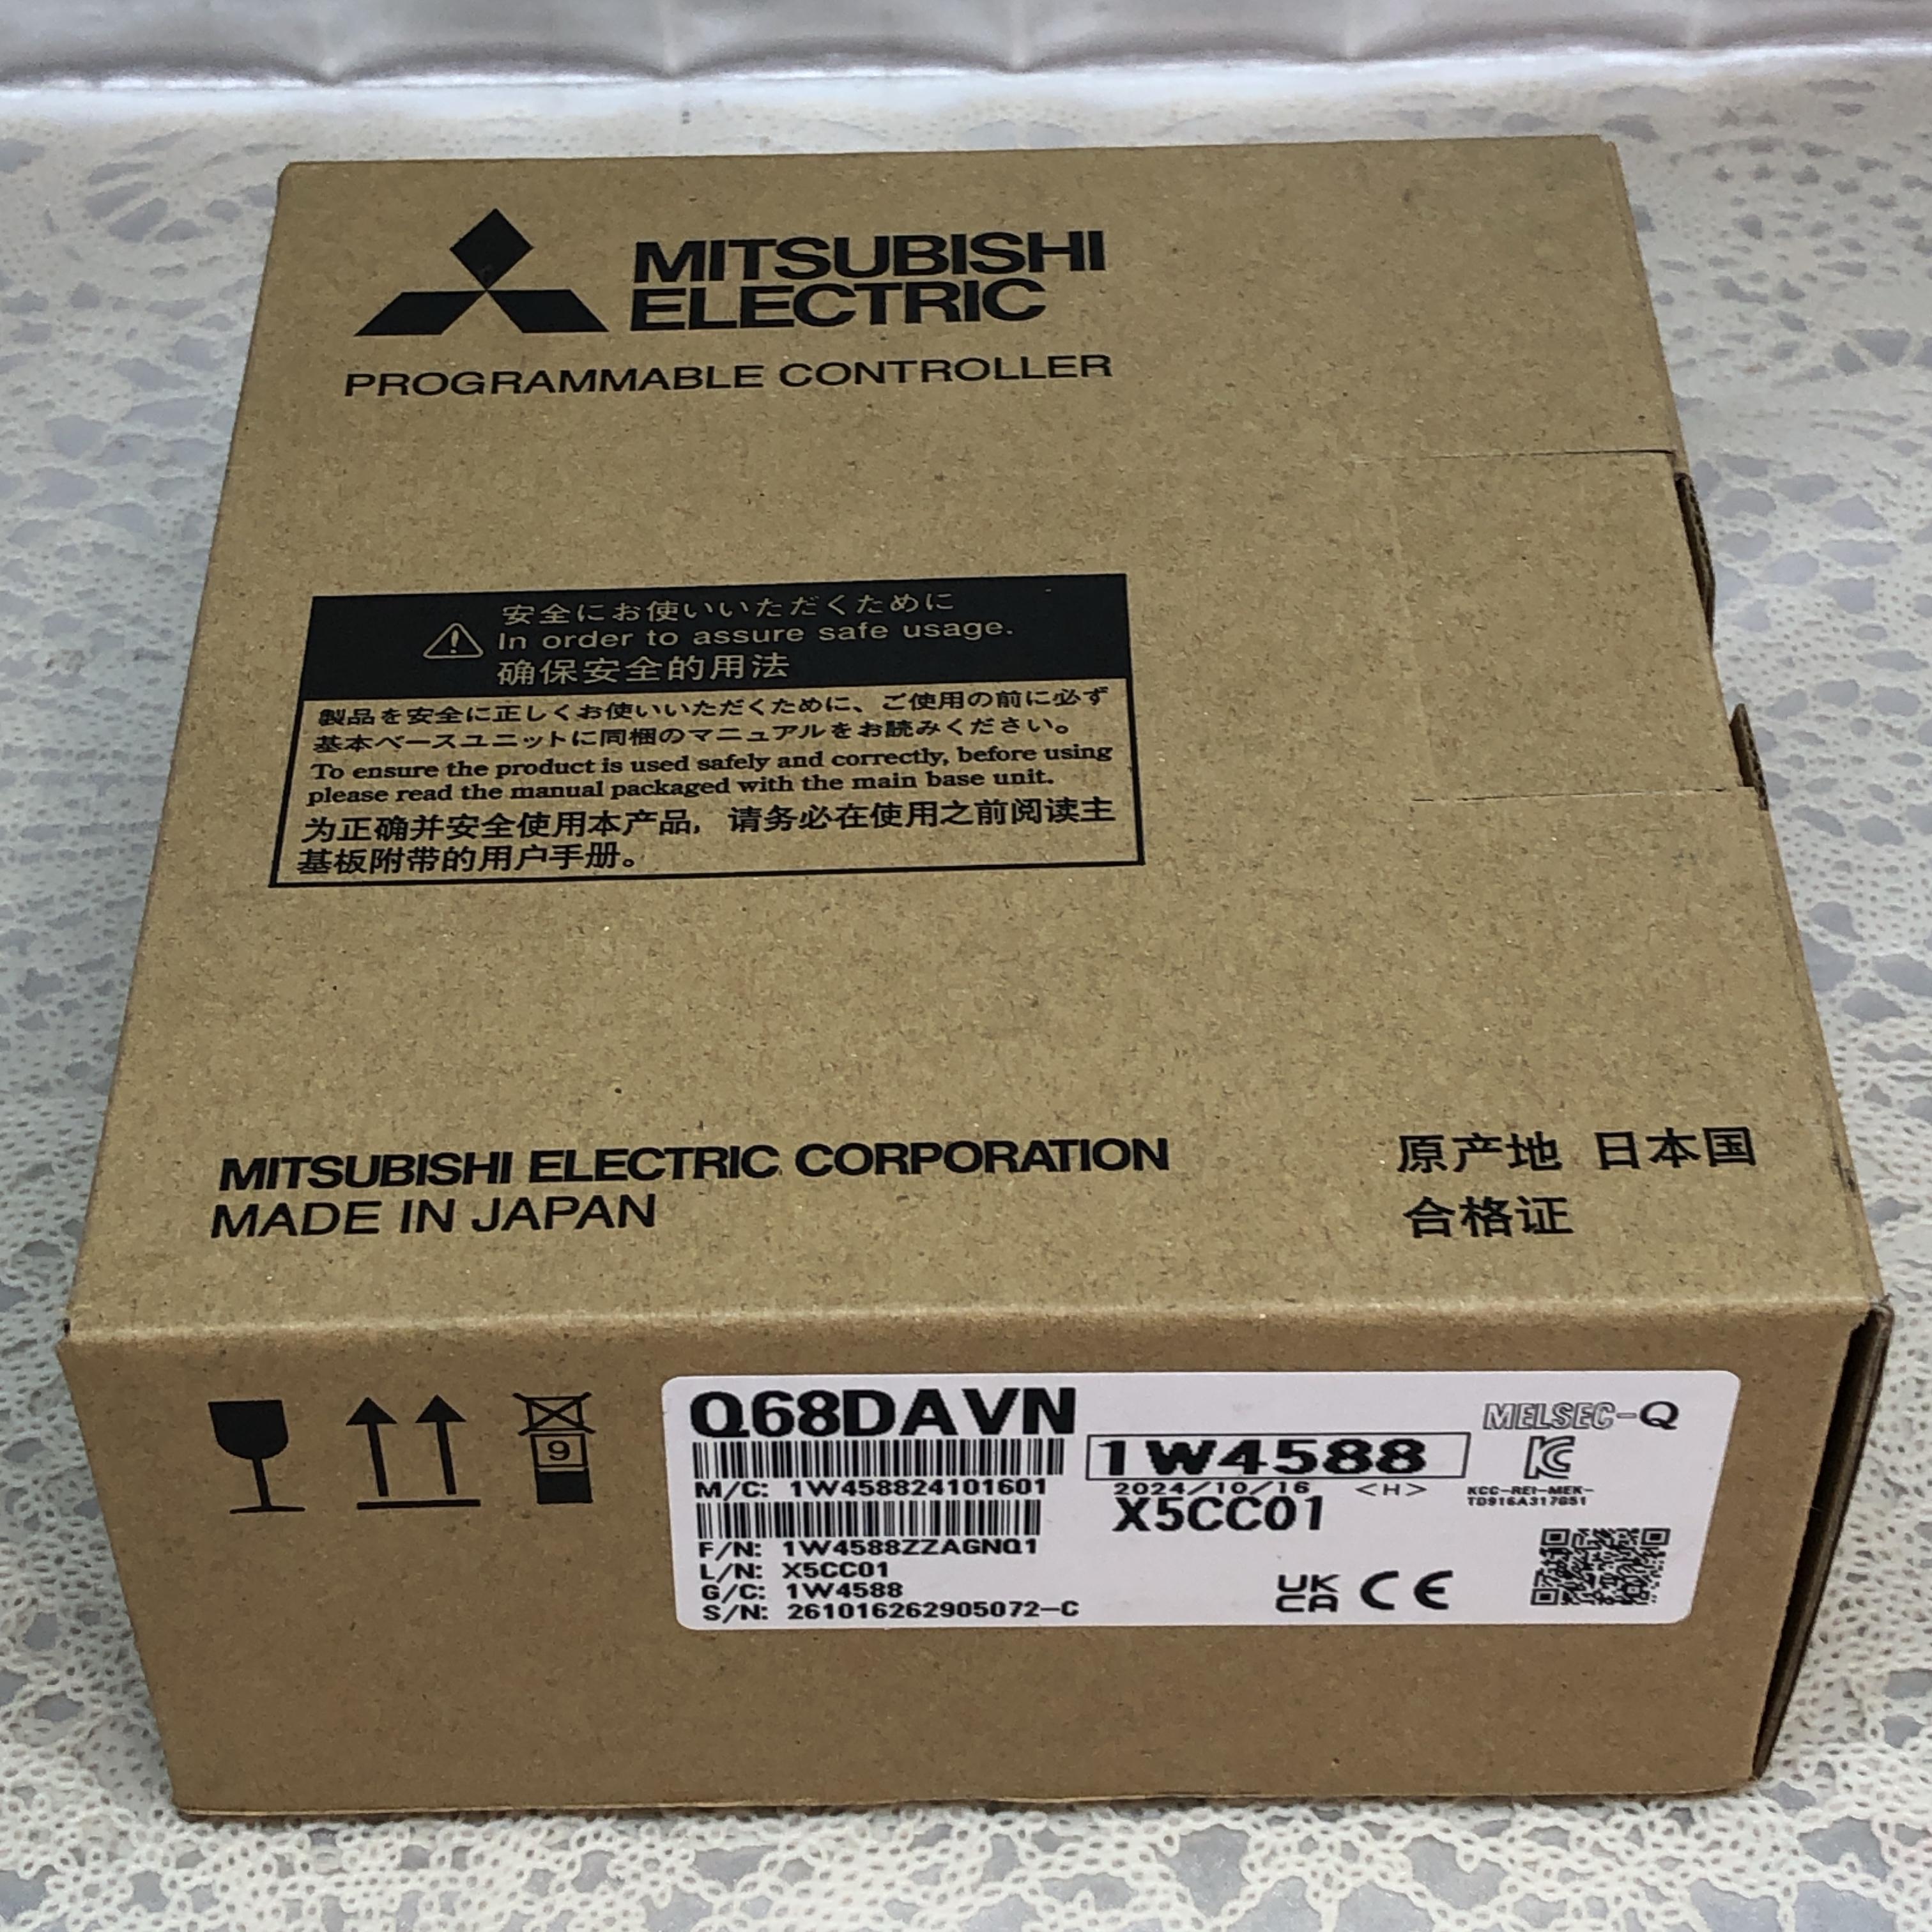 MITSUBISHI
ELECTRIC
PROGRAMMABLE CONTROLLER
安全にお使いいただくために
In order to assure safe usage.
确保安全的用法
製品を安全に正しくお使いいただくために、ご使用の前に必ず
基本ベースユニットに同梱のマニュアルをお読みください。
To ensure the product is used safely and correctly, before using
please read the manual packaged with the main base unit.
为正确并安全使用本产品，请务必在使用之前阅读主
基板附带的用户手册。
MITSUBISHI ELECTRIC CORPORATION
MADE IN JAPAN
原产地 日本国
合格证
9
Q68DAVN
MELSEC-Q
1W4588
M/C: 1W458824101601
2024/10/16 <H>
KCC-REI-MEK-
TD916A317G51
X5CC01
F/N: 1W4588ZZAGNQ1
L/N: X5CC01
G/C: 1W4588
S/N: 261016262905072-C
UK
CA
CE